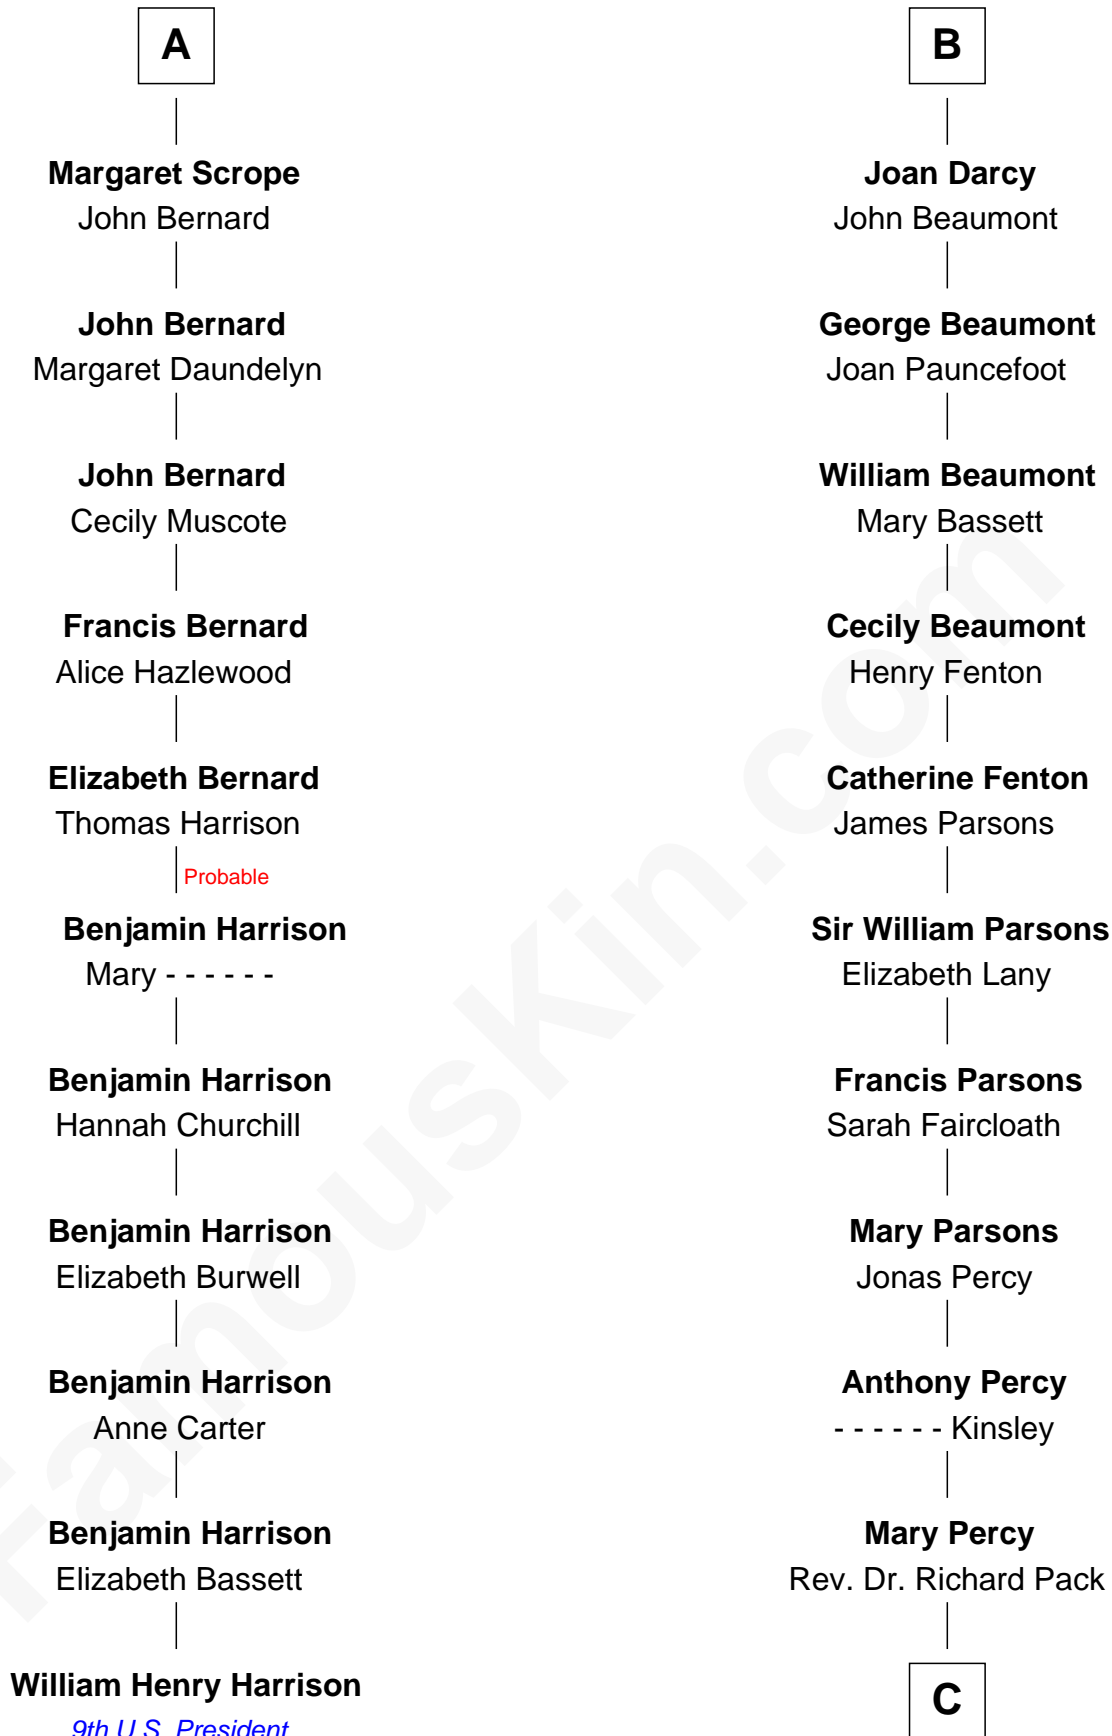 A
Margaret Scrope
John Bernard
John Bernard
Margaret Daundelyn
John Bernard
Cecily Muscote
Francis Bernard
Alice Hazlewood
Elizabeth Bernard
Thomas Harrison
Probable
Benjamin Harrison
Mary - - - - - -
Benjamin Harrison
Hannah Churchill
Benjamin Harrison
Elizabeth Burwell
Benjamin Harrison
Anne Carter
Benjamin Harrison
Elizabeth Bassett
William Henry Harrison
9th U.S. President
B
Joan Darcy
John Beaumont
George Beaumont
Joan Pauncefoot
William Beaumont
Mary Bassett
Cecily Beaumont
Henry Fenton
Catherine Fenton
James Parsons
Sir William Parsons
Elizabeth Lany
Francis Parsons
Sarah Faircloath
Mary Parsons
Jonas Percy
Anthony Percy
- - - - - - Kinsley
Mary Percy
Rev. Dr. Richard Pack
C
FamousKin.com